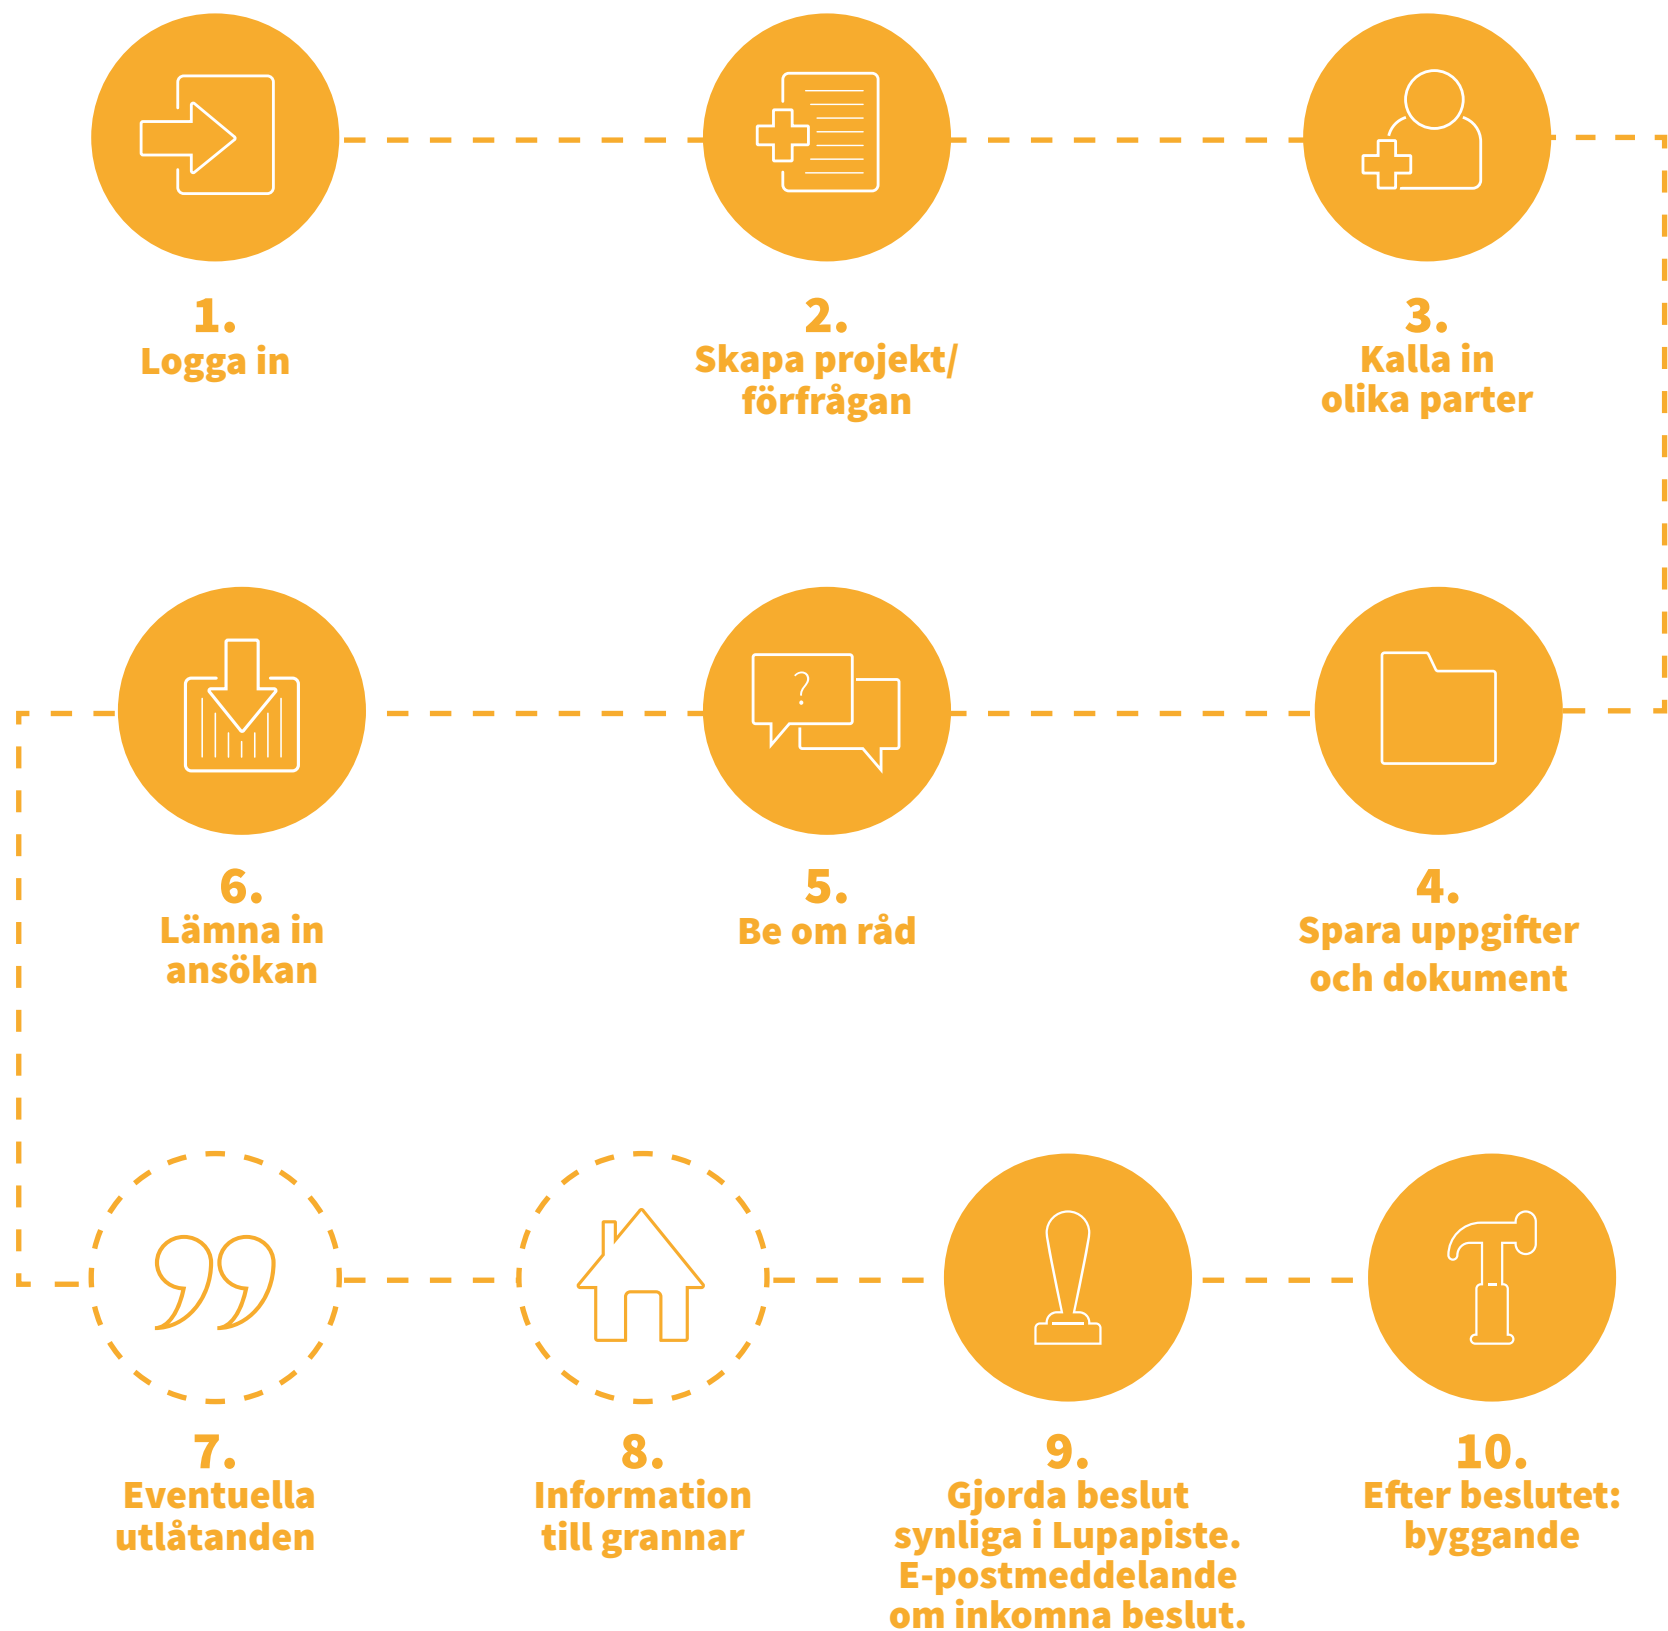 1.
Logga in
2.
Skapa projekt/
förfrågan
3.
Kalla in
olika parter
4.
Spara uppgifter
och dokument
5.
Be om råd
6.
Lämna in
ansökan
7.
Eventuella
utlåtanden
8.
Information
till grannar
9.
Gjorda beslut
synliga i Lupapiste.
E-postmeddelande
om inkomna beslut.
10.
Efter beslutet:
byggande
?